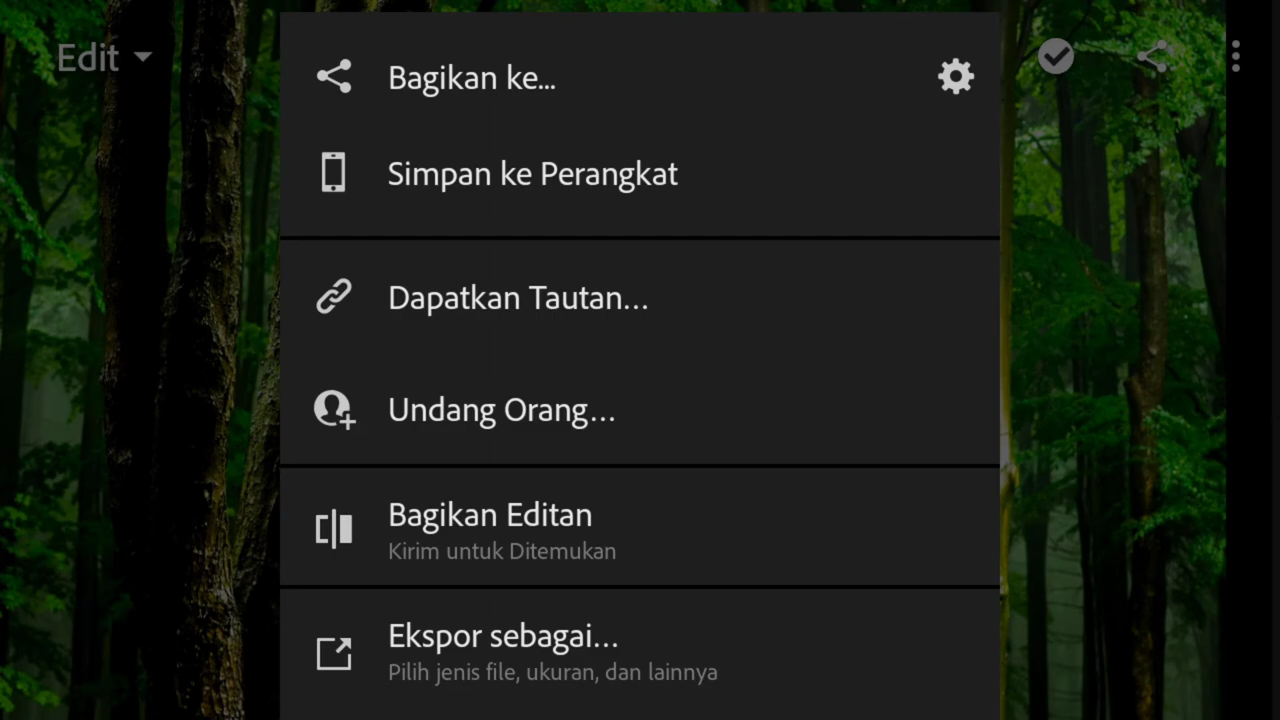 Edit
Bagikan ke...
Simpan ke Perangkat
Dapatkan Tautan...
Undang Orang...
Bagikan Editan
Kirim untuk Ditemukan
Ekspor sebagai...
Pilih jenis file, ukuran, dan lainnya